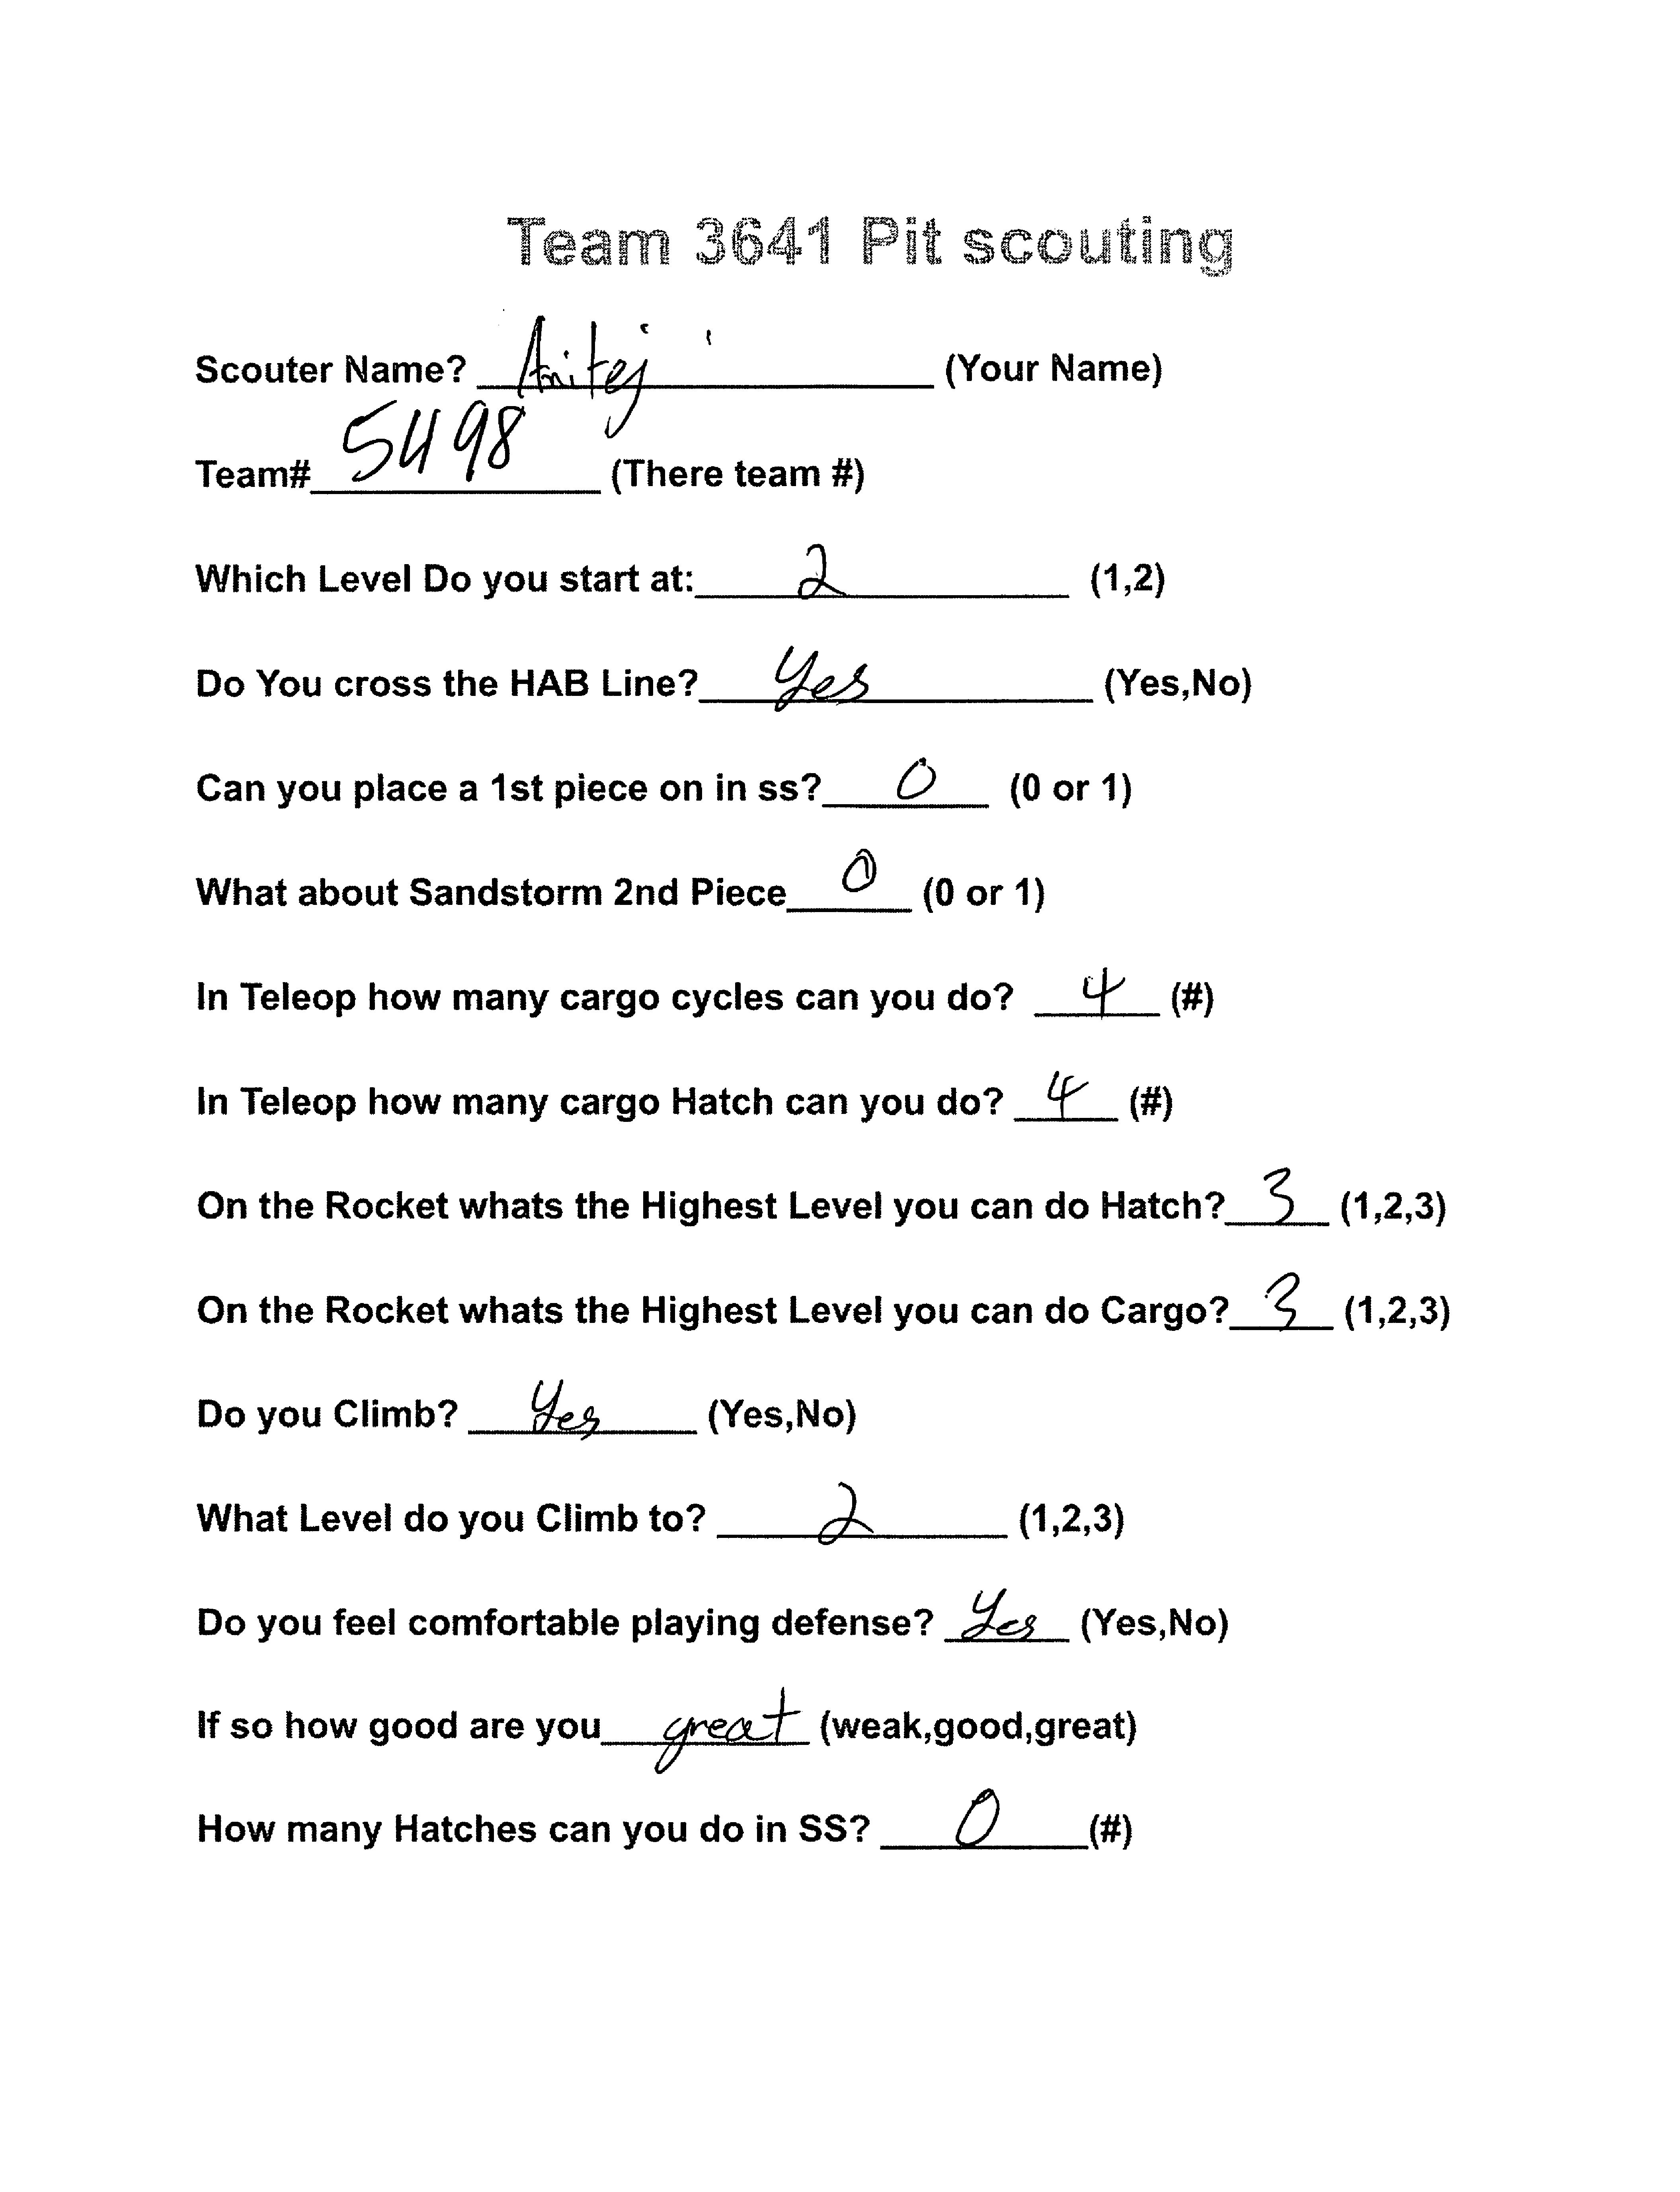 Team 3641 Pit scouting
Scouter Name? Anitej (Your Name)
Team# 5498 (There team #)
Which Level Do you start at: 2 (1,2)
Do You cross the HAB Line? Yes (Yes,No)
Can you place a 1st piece on in ss? 0 (0 or 1)
What about Sandstorm 2nd Piece 0 (0 or 1)
In Teleop how many cargo cycles can you do? 4 (#)
In Teleop how many cargo Hatch can you do? 4 (#)
On the Rocket whats the Highest Level you can do Hatch? 3 (1,2,3)
On the Rocket whats the Highest Level you can do Cargo? 3 (1,2,3)
Do you Climb? Yes (Yes,No)
What Level do you Climb to? 2 (1,2,3)
Do you feel comfortable playing defense? Yes (Yes,No)
If so how good are you great (weak,good,great)
How many Hatches can you do in SS? 0 (#)